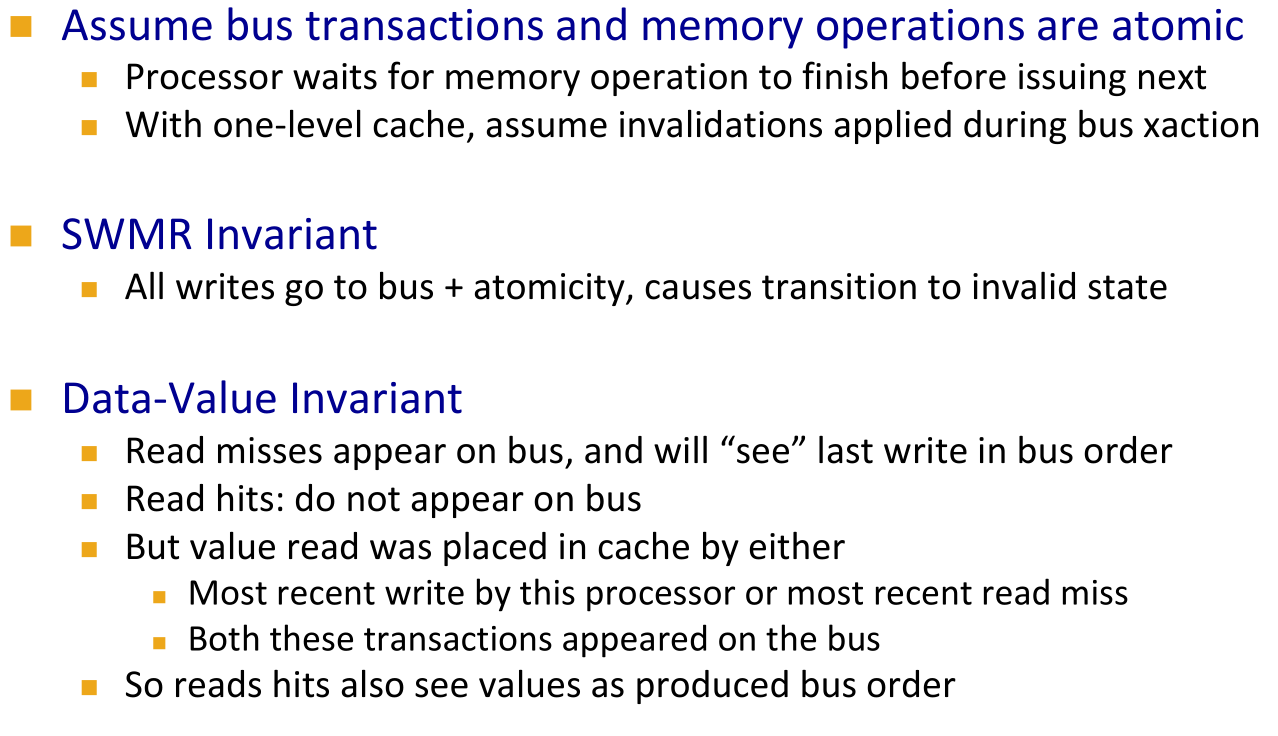 Assume bus transactions and memory operations are atomic
Processor waits for memory operation to finish before issuing next
With one-level cache, assume invalidations applied during bus xaction
SWMR Invariant
All writes go to bus + atomicity, causes transition to invalid state
Data-Value Invariant
Read misses appear on bus, and will “see” last write in bus order
Read hits: do not appear on bus
But value read was placed in cache by either
Most recent write by this processor or most recent read miss
Both these transactions appeared on the bus
So reads hits also see values as produced bus order